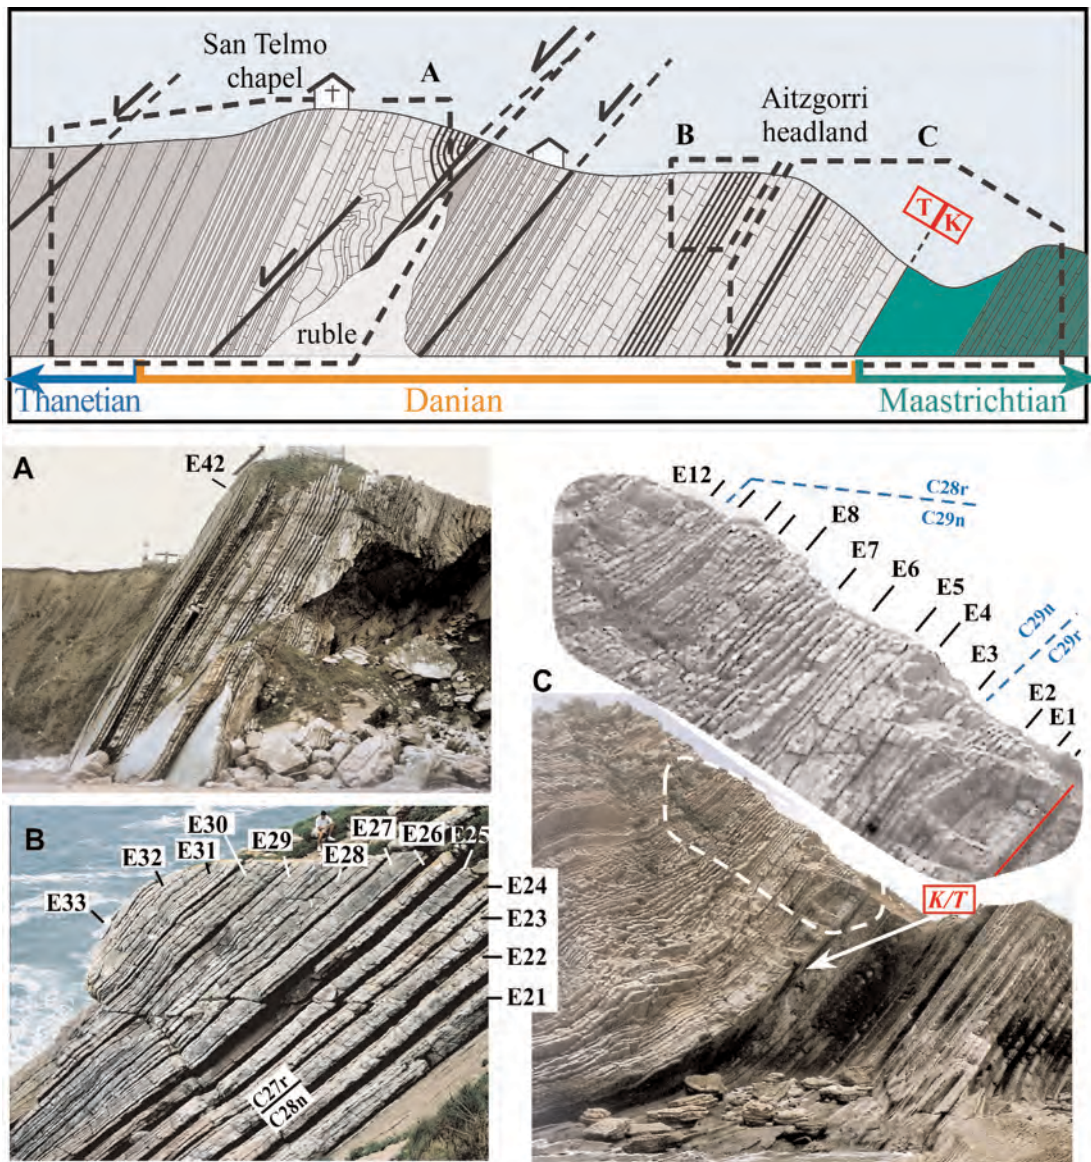 San Telmo
chapel
A
Aitzgorri
headland
B
C
T K
ruble
Thanetian
Danian
Maastrichtian
A
E42
E12
C28r
C29n
E8
E7
E6
E5
E4
E3
C29n
C29r
E2
E1
C
K/T
B
E33
E32
E31
E30
E29
E28
E27
E26
E25
E24
E23
E22
E21
C27r
C28n